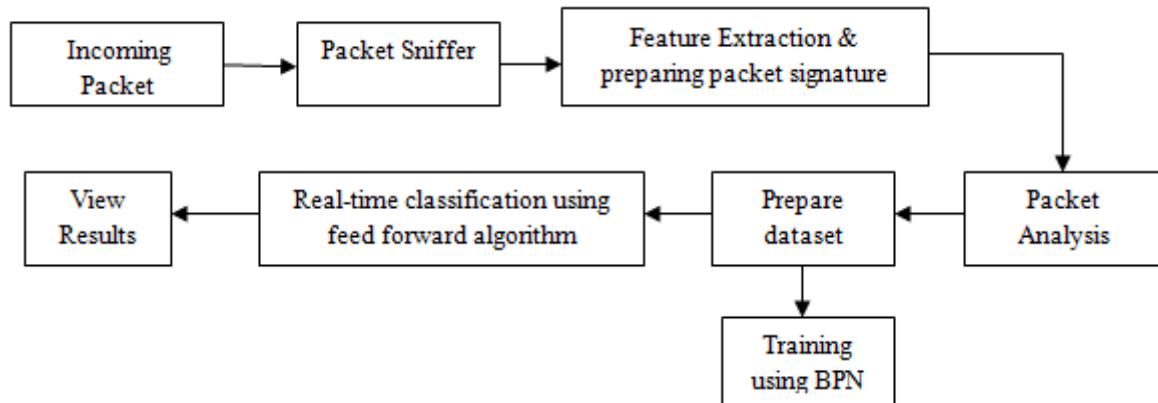 Incoming
Packet
Packet Sniffer
Feature Extraction &
preparing packet signature
View
Results
Real-time classification using
feed forward algorithm
Prepare
dataset
Packet
Analysis
Training
using BPN